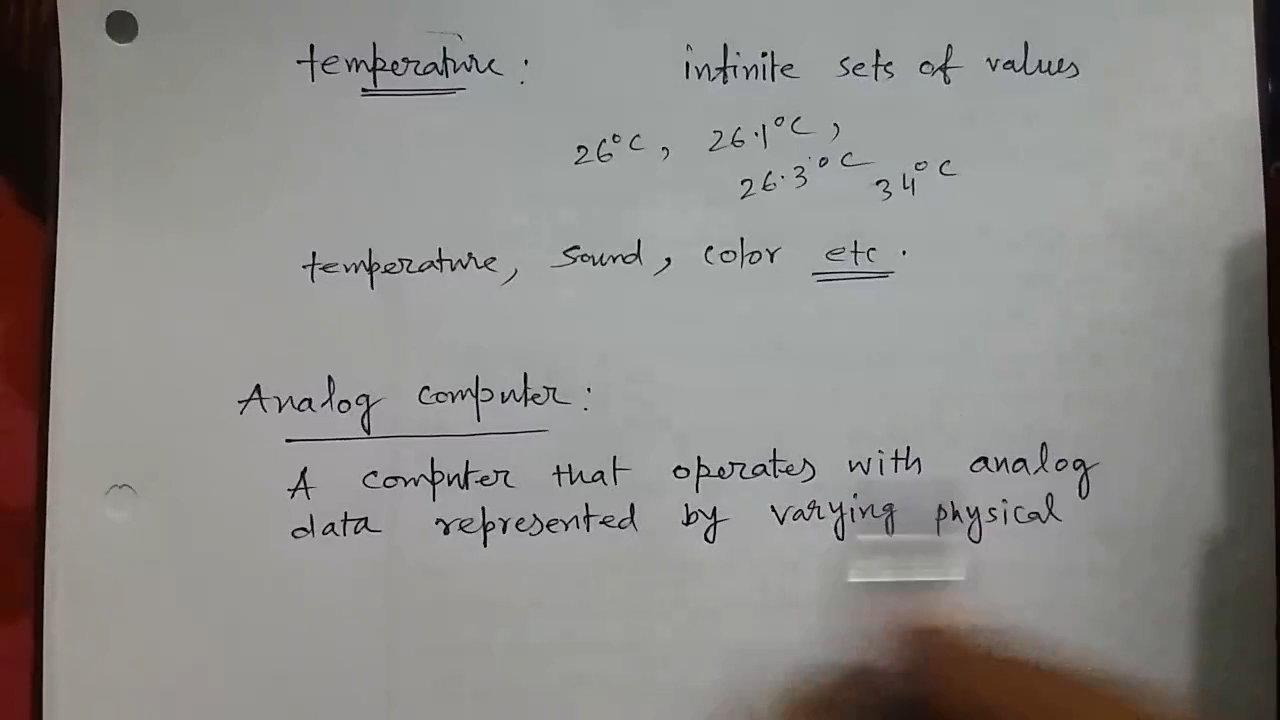 temperature: infinite sets of values
26°C, 26.1°C,
26.3°C 34°C
temperature, sound, color etc.
Analog computer:
A computer that operates with analog
data represented by varying physical